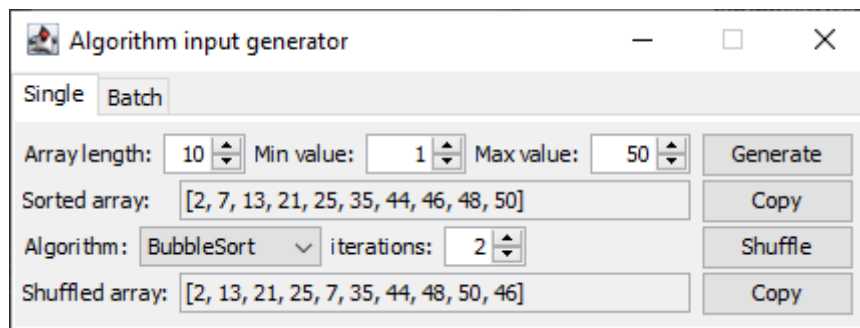 Algorithm input generator
Single Batch
Array length: 10 Min value: 1 Max value: 50 Generate
Sorted array: [2, 7, 13, 21, 25, 35, 44, 46, 48, 50] Copy
Algorithm: BubbleSort iterations: 2 Shuffle
Shuffled array: [2, 13, 21, 25, 7, 35, 44, 48, 50, 46] Copy